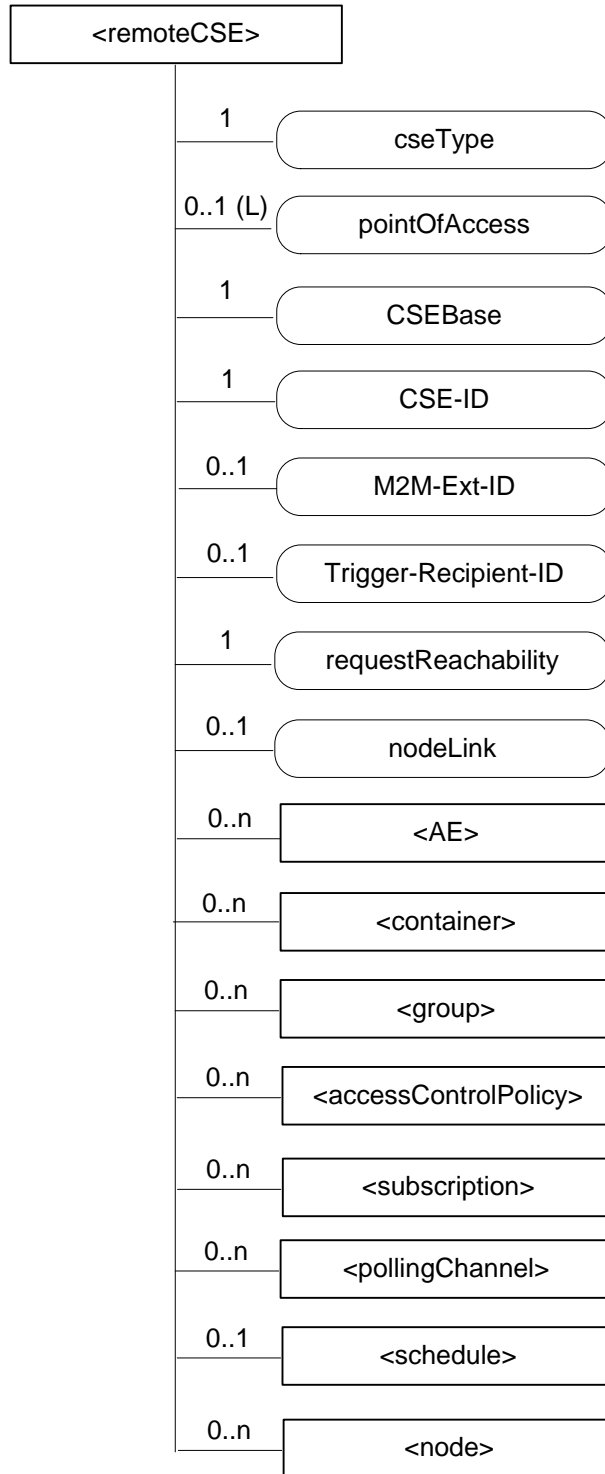 <remoteCSE>
1
cseType
0..1 (L)
pointOfAccess
1
CSEBase
1
CSE-ID
0..1
M2M-Ext-ID
0..1
Trigger-Recipient-ID
1
requestReachability
0..1
nodeLink
0..n
<AE>
0..n
<container>
0..n
<group>
0..n
<accessControlPolicy>
0..n
<subscription>
0..n
<pollingChannel>
0..1
<schedule>
0..n
<node>